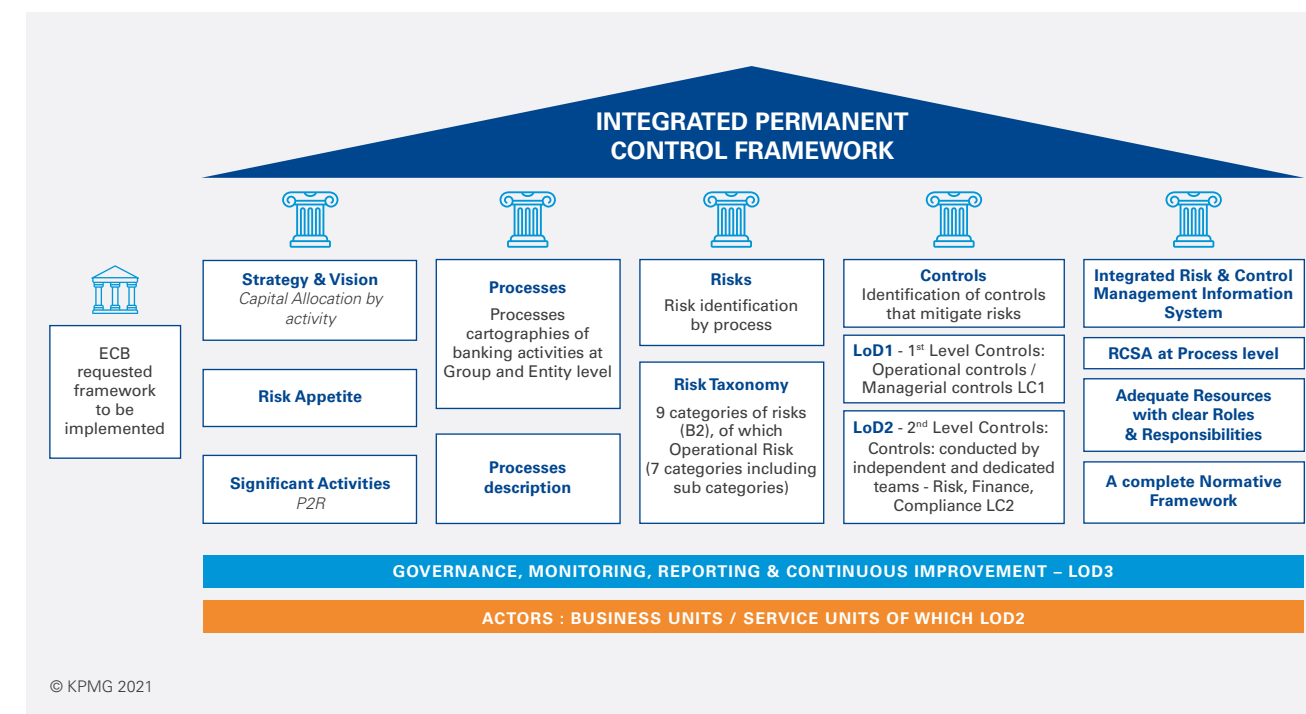 INTEGRATED PERMANENT
CONTROL FRAMEWORK
ECB
requested
framework
to be
implemented
Strategy & Vision
Capital Allocation by
activity
Risk Appetite
Significant Activities
P2R
Processes
Processes
cartographies of
banking activities at
Group and Entity level
Processes
description
Risks
Risk identification
by process
Risk Taxonomy
9 categories of risks
(B2), of which
Operational Risk
(7 categories including
sub categories)
Controls
Identification of controls
that mitigate risks
LoD1 - 1st Level Controls:
Operational controls /
Managerial controls LC1
LoD2 - 2nd Level Controls:
Controls: conducted by
independent and dedicated
teams - Risk, Finance,
Compliance LC2
Integrated Risk & Control
Management Information
System
RCSA at Process level
Adequate Resources
with clear Roles
& Responsibilities
A complete Normative
Framework
GOVERNANCE, MONITORING, REPORTING & CONTINUOUS IMPROVEMENT – LOD3
ACTORS : BUSINESS UNITS / SERVICE UNITS OF WHICH LOD2
© KPMG 2021